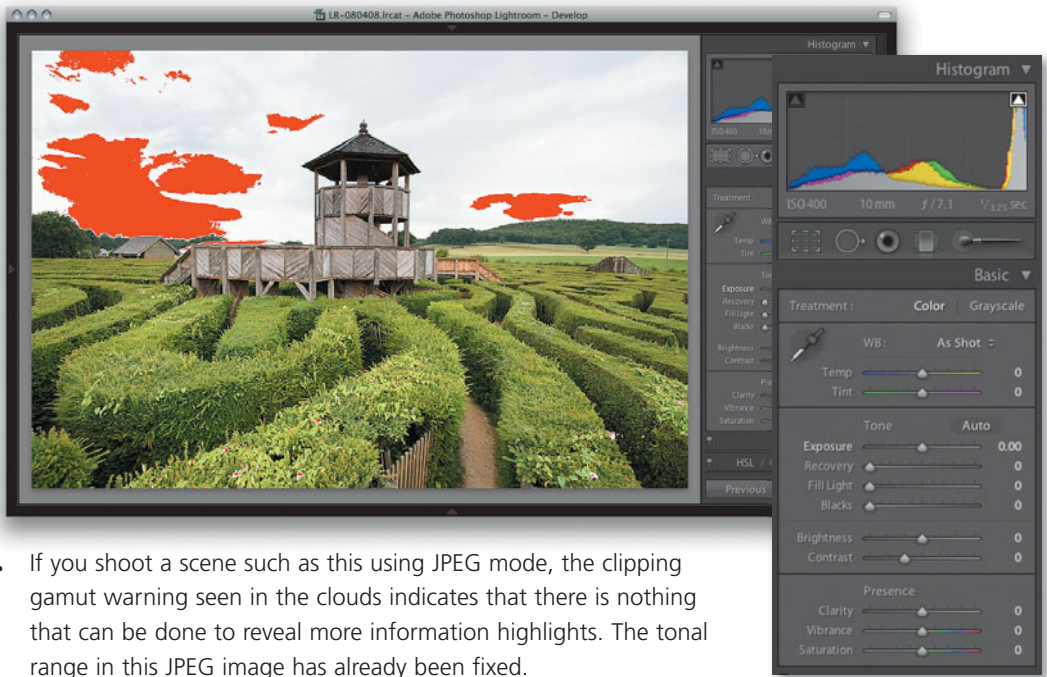 LR-080408.lrcat – Adobe Photoshop Lightroom – Develop
Histogram
ISO 400 10
Treatment :
WB
Temp
Tint
Exposure
Recovery
Fill Light
Blacks
Brightness
Contrast
Clarity
Vibrance
Saturation
HSL /
Previous
Histogram
ISO 400 10 mm ƒ / 7.1 1/125 sec
Basic
Treatment : Color Grayscale
WB : As Shot
Temp 0
Tint 0
Tone Auto
Exposure 0.00
Recovery 0
Fill Light 0
Blacks 0
Brightness 0
Contrast 0
Presence
Clarity 0
Vibrance 0
Saturation 0
If you shoot a scene such as this using JPEG mode, the clipping
gamut warning seen in the clouds indicates that there is nothing
that can be done to reveal more information highlights. The tonal
range in this JPEG image has already been fixed.